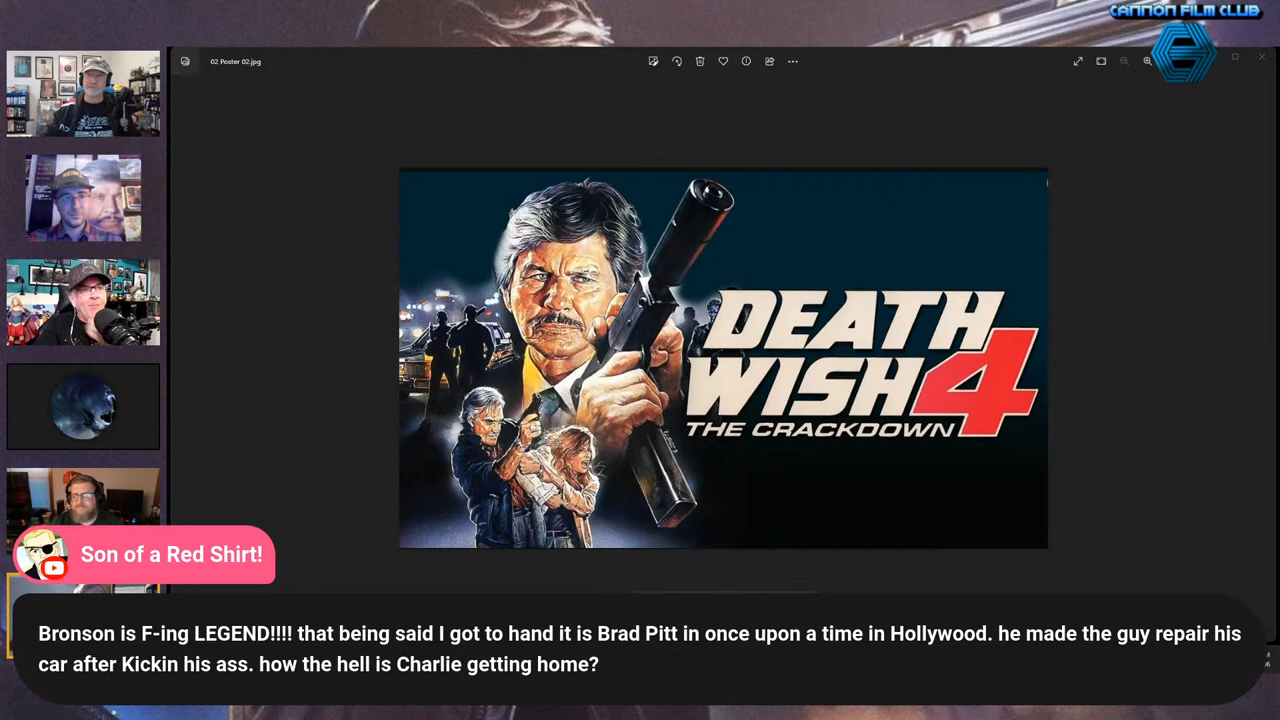 CANNON FILM CLUB
02 Poster 02.jpg
DEATH
WISH 4
THE CRACKDOWN
Son of a Red Shirt!
Bronson is F-ing LEGEND!!!! that being said I got to hand it is Brad Pitt in once upon a time in Hollywood. he made the guy repair his
car after Kickin his ass. how the hell is Charlie getting home?